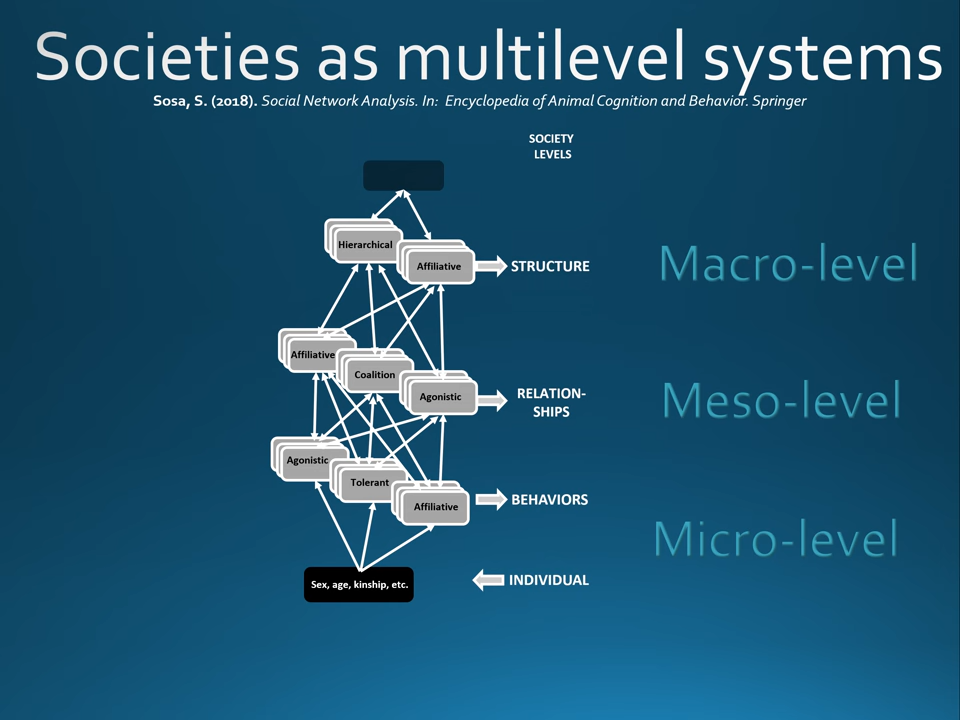 Societies as multilevel systems
Sosa, S. (2018). Social Network Analysis. In: Encyclopedia of Animal Cognition and Behavior. Springer
SOCIETY
LEVELS
Hierarchical
Affiliative
STRUCTURE
Macro-level
Affiliative
Coalition
Agonistic
RELATION-
SHIPS
Meso-level
Agonistic
Tolerant
Affiliative
BEHAVIORS
Micro-level
Sex, age, kinship, etc.
INDIVIDUAL